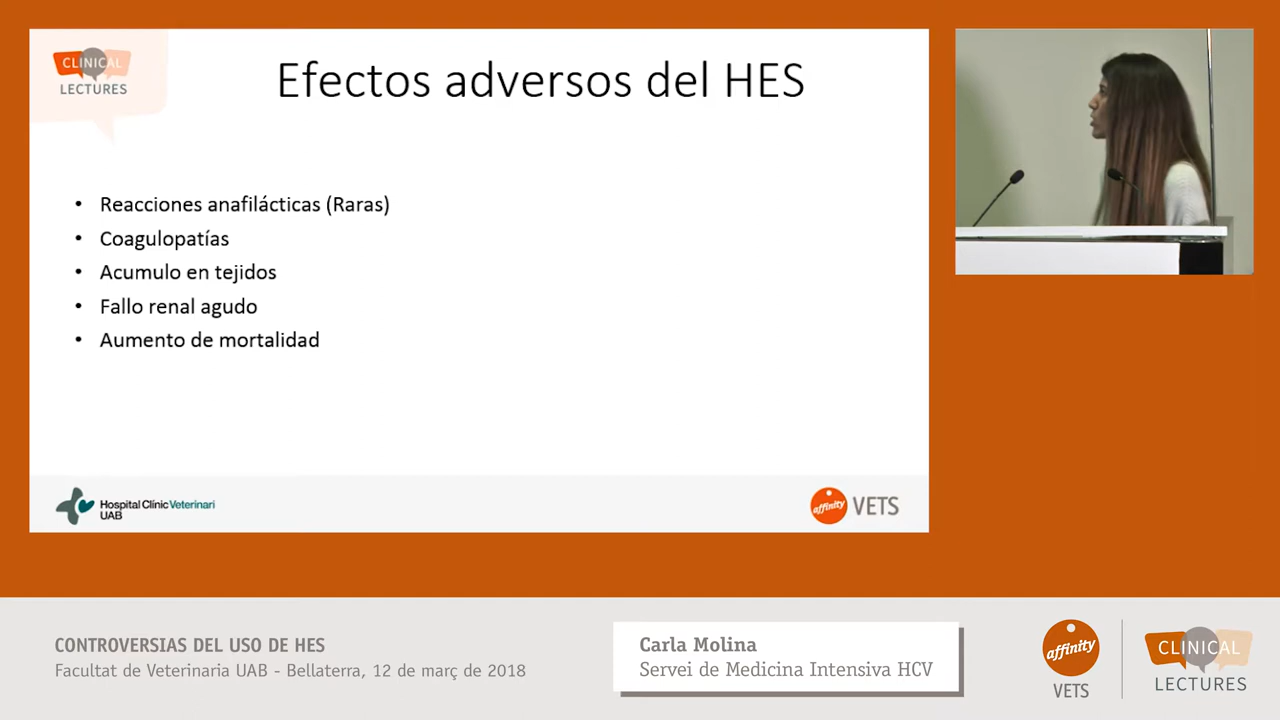 CLINICAL
LECTURES
Efectos adversos del HES
• Reacciones anafilácticas (Raras)
• Coagulopatías
• Acumulo en tejidos
• Fallo renal agudo
• Aumento de mortalidad
Hospital Clínic Veterinari
UAB
affinity VETS
CONTROVERSIAS DEL USO DE HES
Facultat de Veterinaria UAB - Bellaterra, 12 de març de 2018
Carla Molina
Servei de Medicina Intensiva HCV
affinity
VETS
CLINICAL
LECTURES